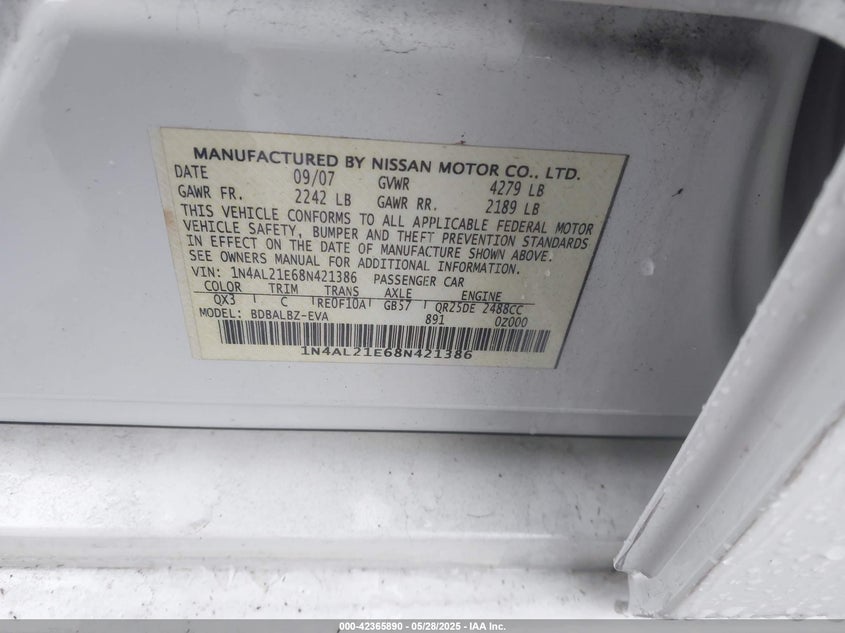 MANUFACTURED BY NISSAN MOTOR CO., LTD.
DATE 09/07 GVWR 4279 LB
GAWR FR. 2242 LB GAWR RR. 2189 LB
THIS VEHICLE CONFORMS TO ALL APPLICABLE FEDERAL MOTOR
VEHICLE SAFETY, BUMPER AND THEFT PREVENTION STANDARDS
IN EFFECT ON THE DATE OF MANUFACTURE SHOWN ABOVE.
SEE OWNERS MANUAL FOR ADDITIONAL INFORMATION.
VIN: 1N4AL21E68N421386 PASSENGER CAR
COLOR TRIM TRANS AXLE ENGINE
QX3 C RE0F10A GB57 QR25DE 2488CC
MODEL: BDBALBZ-EVA 891 0Z000
1N4AL21E68N421386
000-42365890 - 05/28/2025 - IAA Inc.